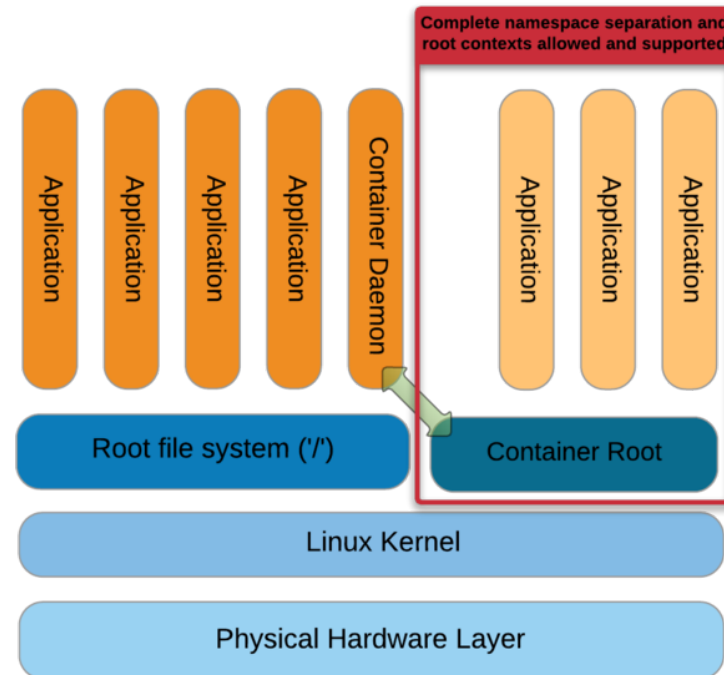 Complete namespace separation and
root contexts allowed and supported
Application
Application
Application
Application
Container Daemon
Application
Application
Application
Root file system ('/')
Container Root
Linux Kernel
Physical Hardware Layer